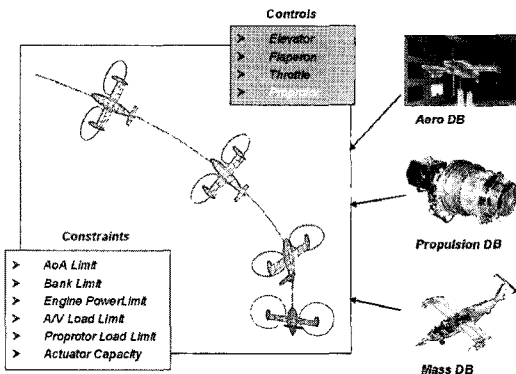 Controls
➤ Elevator
➤ Flaperon
➤ Throttle
➤ Proprotor
Aero DB
Propulsion DB
Constraints
➤ AoA Limit
➤ Bank Limit
➤ Engine PowerLimit
➤ A/V Load Limit
➤ Proprotor Load Limit
➤ Actuator Capacity
Mass DB